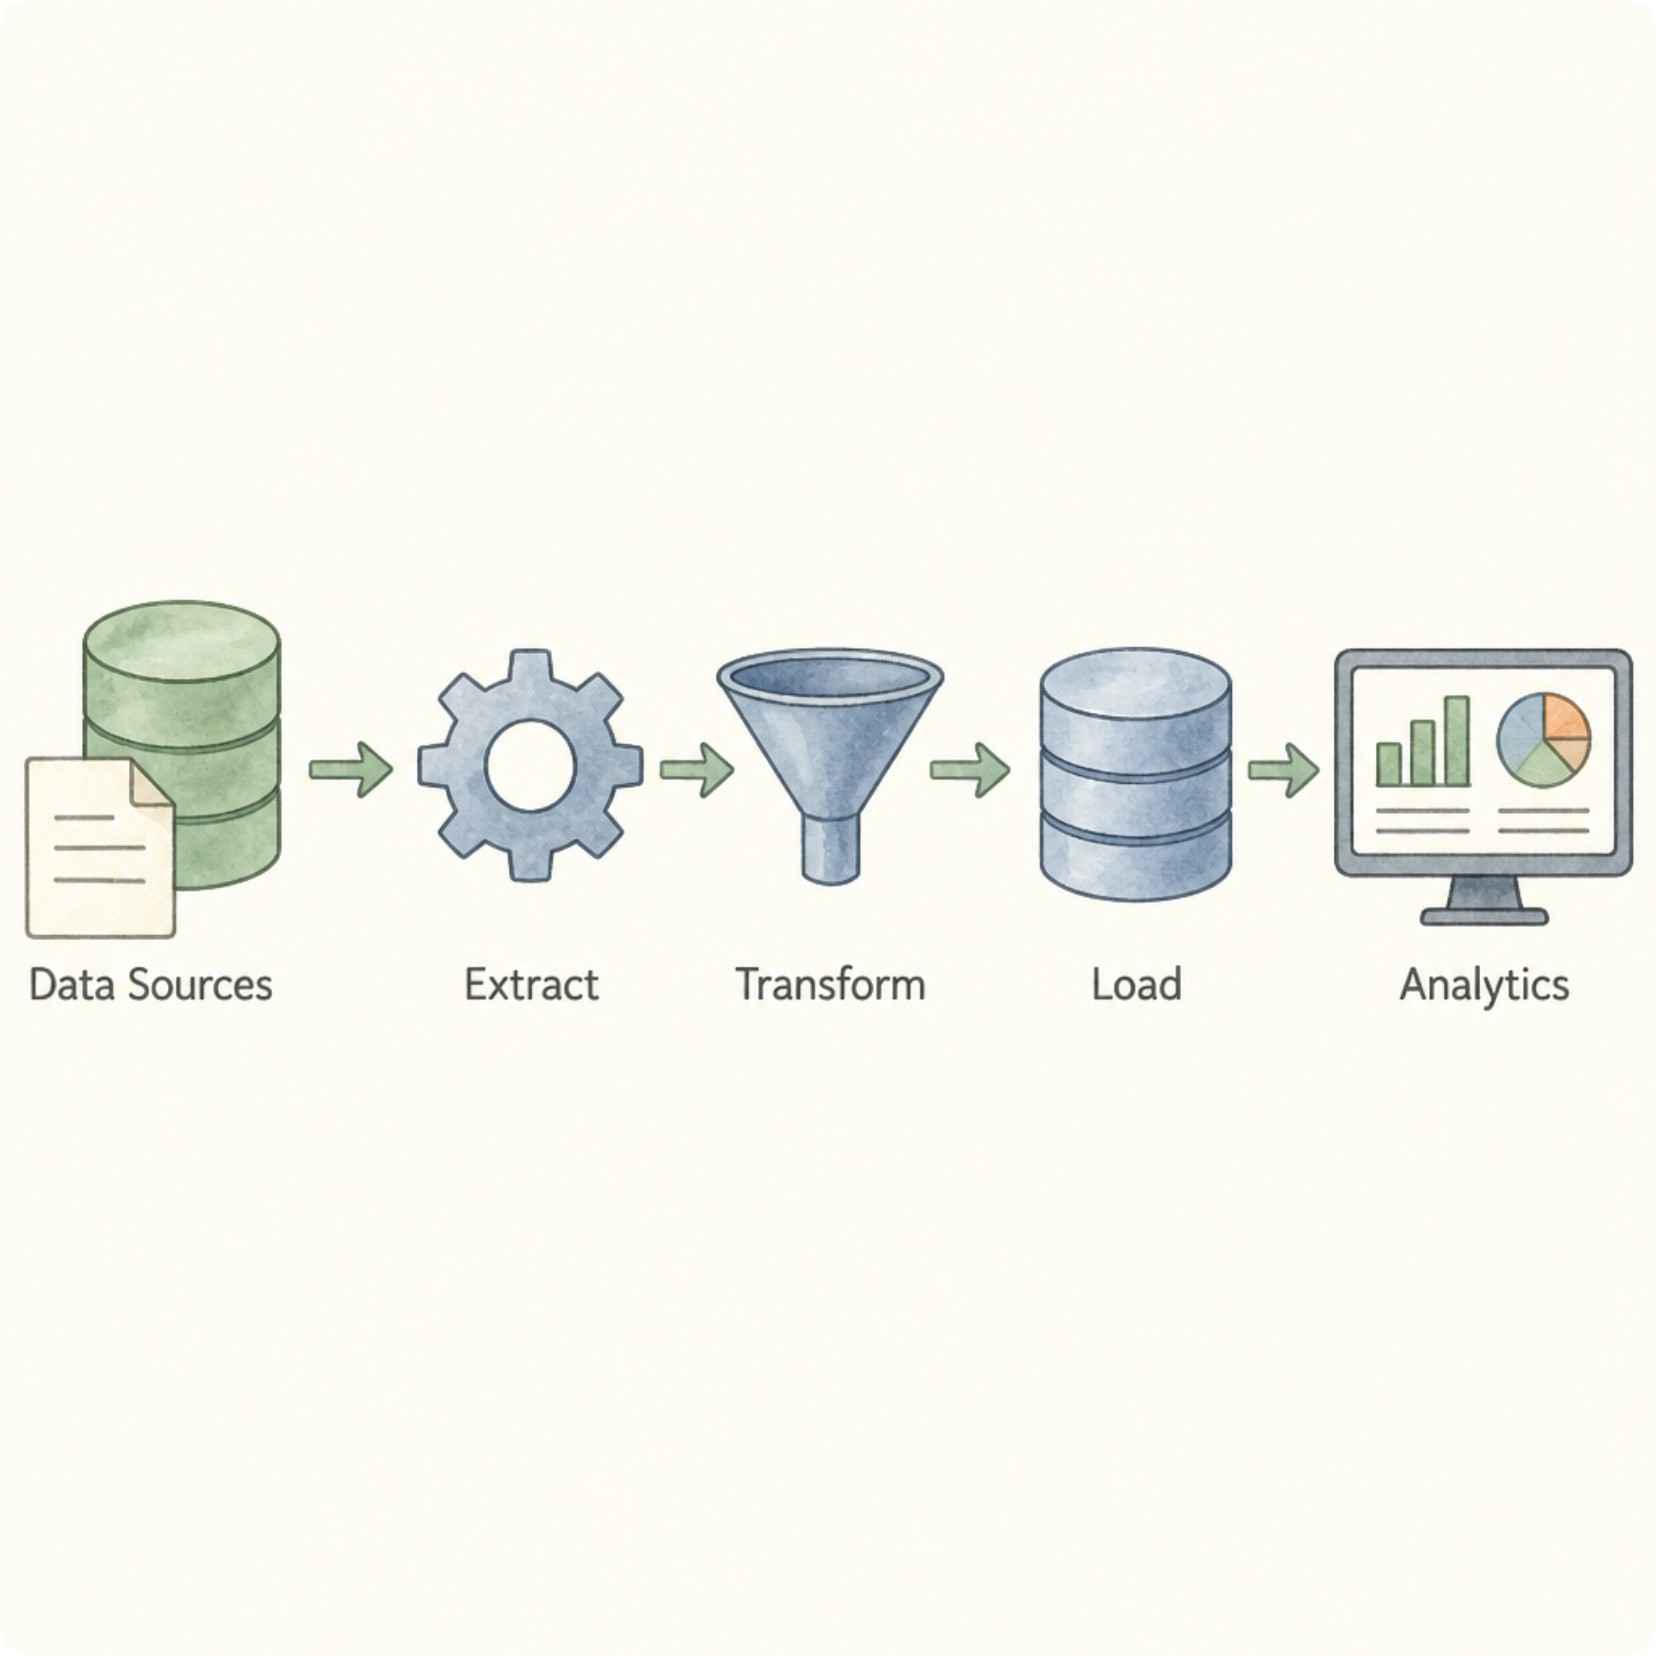 Data Sources
Extract
Transform
Load
Analytics